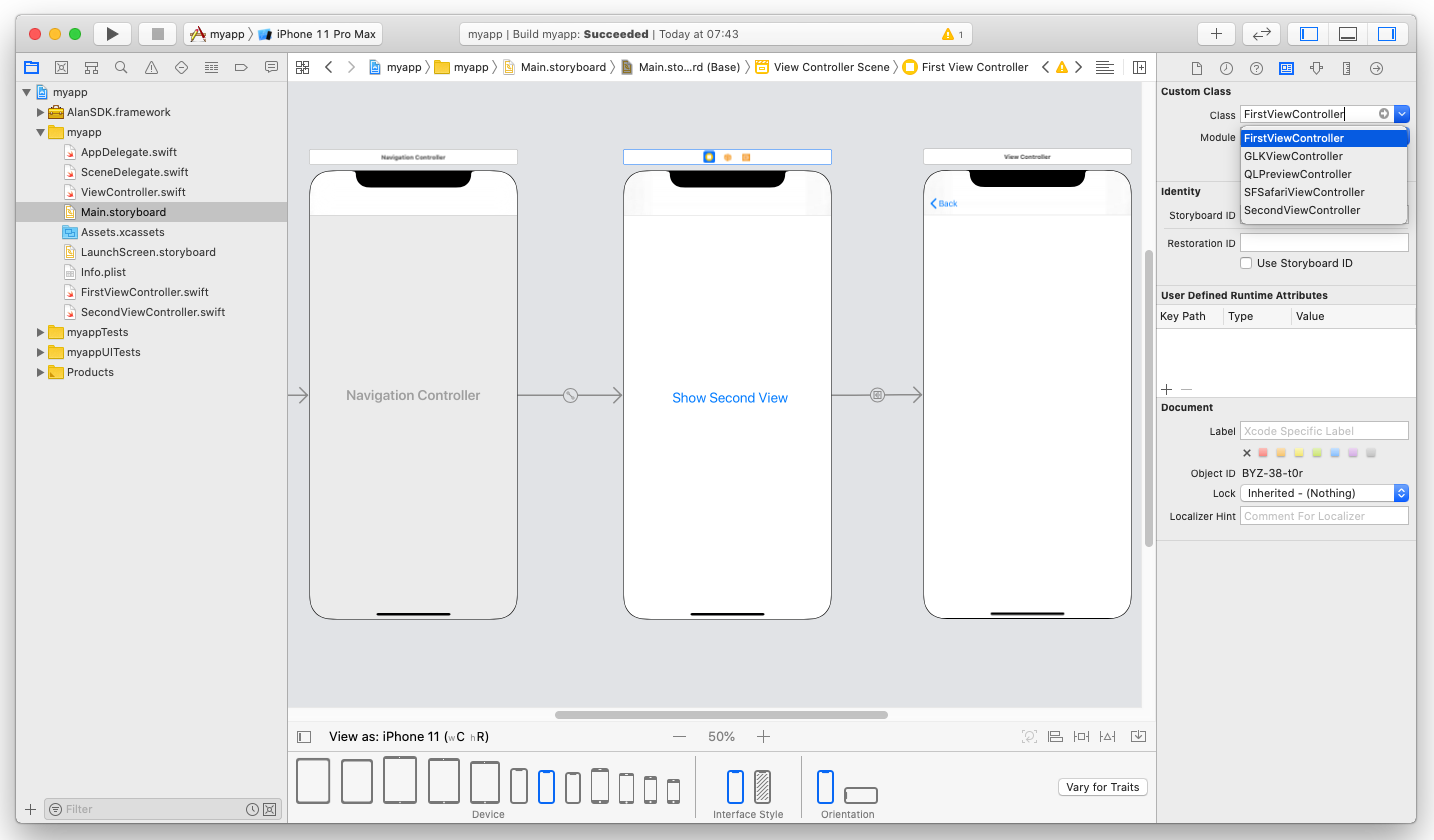 myapp iPhone 11 Pro Max
myapp | Build myapp: Succeeded | Today at 07:43
1
myapp
AlanSDK.framework
myapp
AppDelegate.swift
SceneDelegate.swift
ViewController.swift
Main.storyboard
Assets.xcassets
LaunchScreen.storyboard
Info.plist
FirstViewController.swift
SecondViewController.swift
myappTests
myappUITests
Products
Filter
myapp myapp Main.storyboard Main.sto...rd (Base) View Controller Scene First View Controller
Navigation Controller
Navigation Controller
Show Second View
View Controller
Back
View as: iPhone 11 (wC hR)
50%
Device
Interface Style
Orientation
Vary for Traits
Custom Class
Class FirstViewController
Module
FirstViewController
GLKViewController
QLPreviewController
SFSafariViewController
SecondViewController
Identity
Storyboard ID
Restoration ID
Use Storyboard ID
User Defined Runtime Attributes
Key Path Type Value
Document
Label Xcode Specific Label
Object ID BYZ-38-t0r
Lock Inherited - (Nothing)
Localizer Hint Comment For Localizer